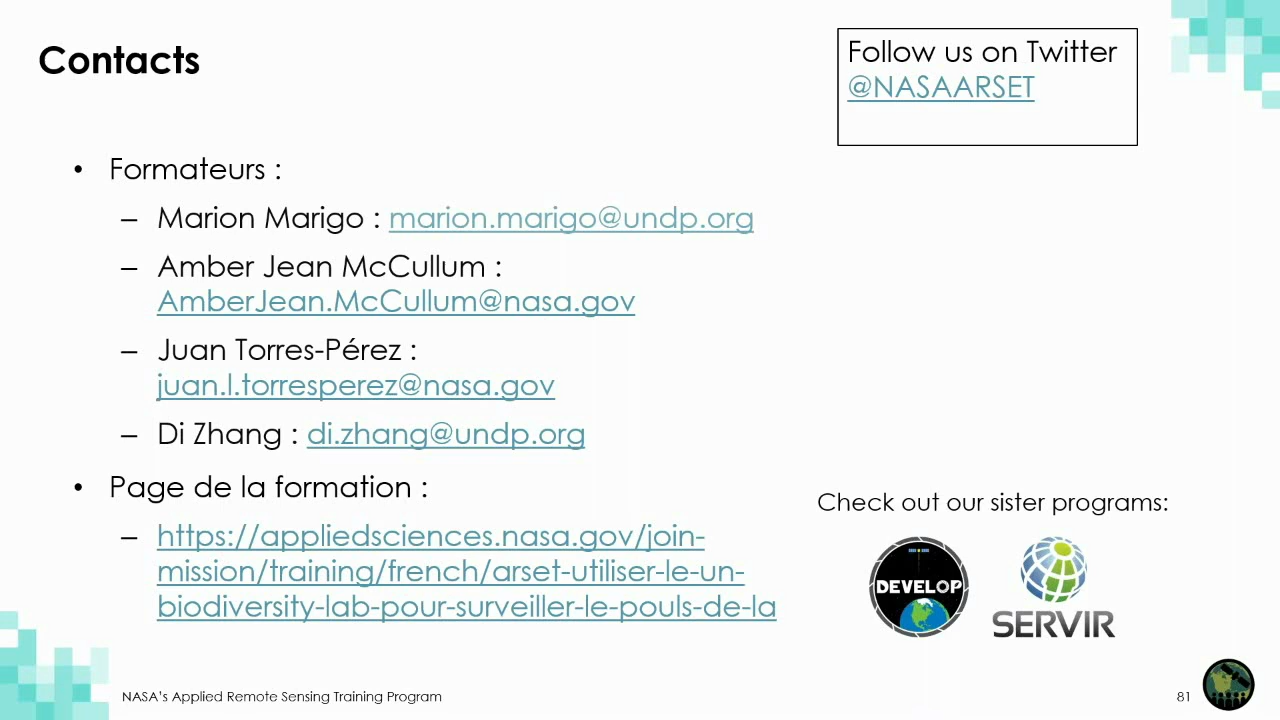 Contacts
Follow us on Twitter
@NASAARSET
• Formateurs :
– Marion Marigo : marion.marigo@undp.org
– Amber Jean McCullum :
AmberJean.McCullum@nasa.gov
– Juan Torres-Pérez :
juan.l.torresperez@nasa.gov
– Di Zhang : di.zhang@undp.org
• Page de la formation :
– https://appliedsciences.nasa.gov/join-
mission/training/french/arset-utiliser-le-un-
biodiversity-lab-pour-surveiller-le-pouls-de-la
Check out our sister programs:
DEVELOP
SERVIR
NASA's Applied Remote Sensing Training Program
81